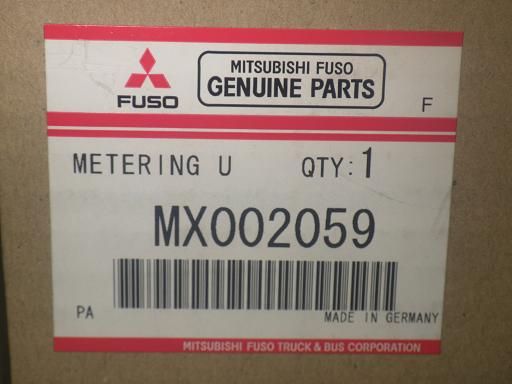 FUSO
MITSUBISHI FUSO
GENUINE PARTS
F
METERING U QTY:1
MX002059
PA
MADE IN GERMANY
MITSUBISHI FUSO TRUCK & BUS CORPORATION